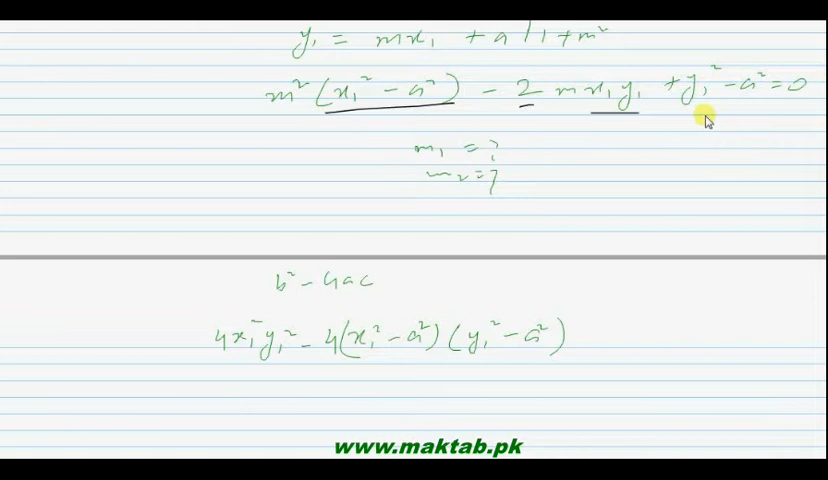 y₁ = mx₁ + a√1+m²
m²(x₁² - a²) - 2mx₁y₁ + y₁² - a² = 0
m₁ = ?
m₂ = ?
b² - 4ac
4x₁²y₁² - 4(x₁² - a²)(y₁² - a²)
www.maktab.pk